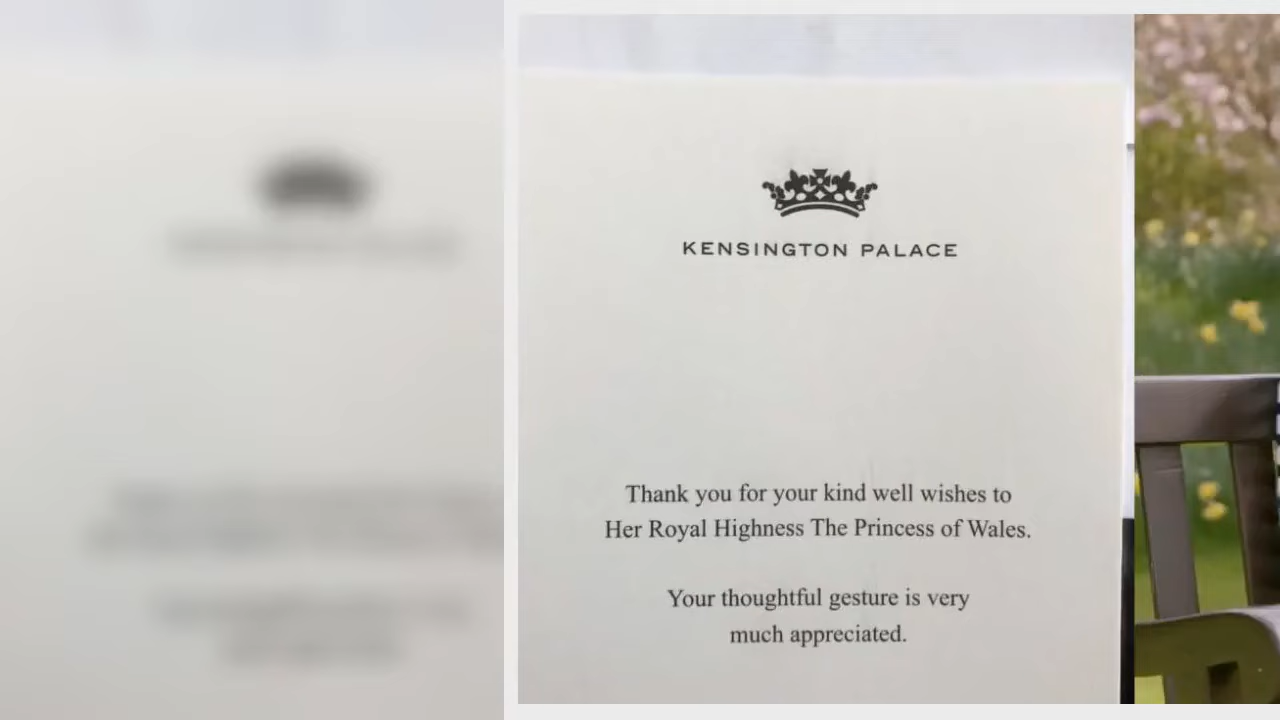 KENSINGTON PALACE
Thank you for your kind well wishes to
Her Royal Highness The Princess of Wales.
Your thoughtful gesture is very
much appreciated.